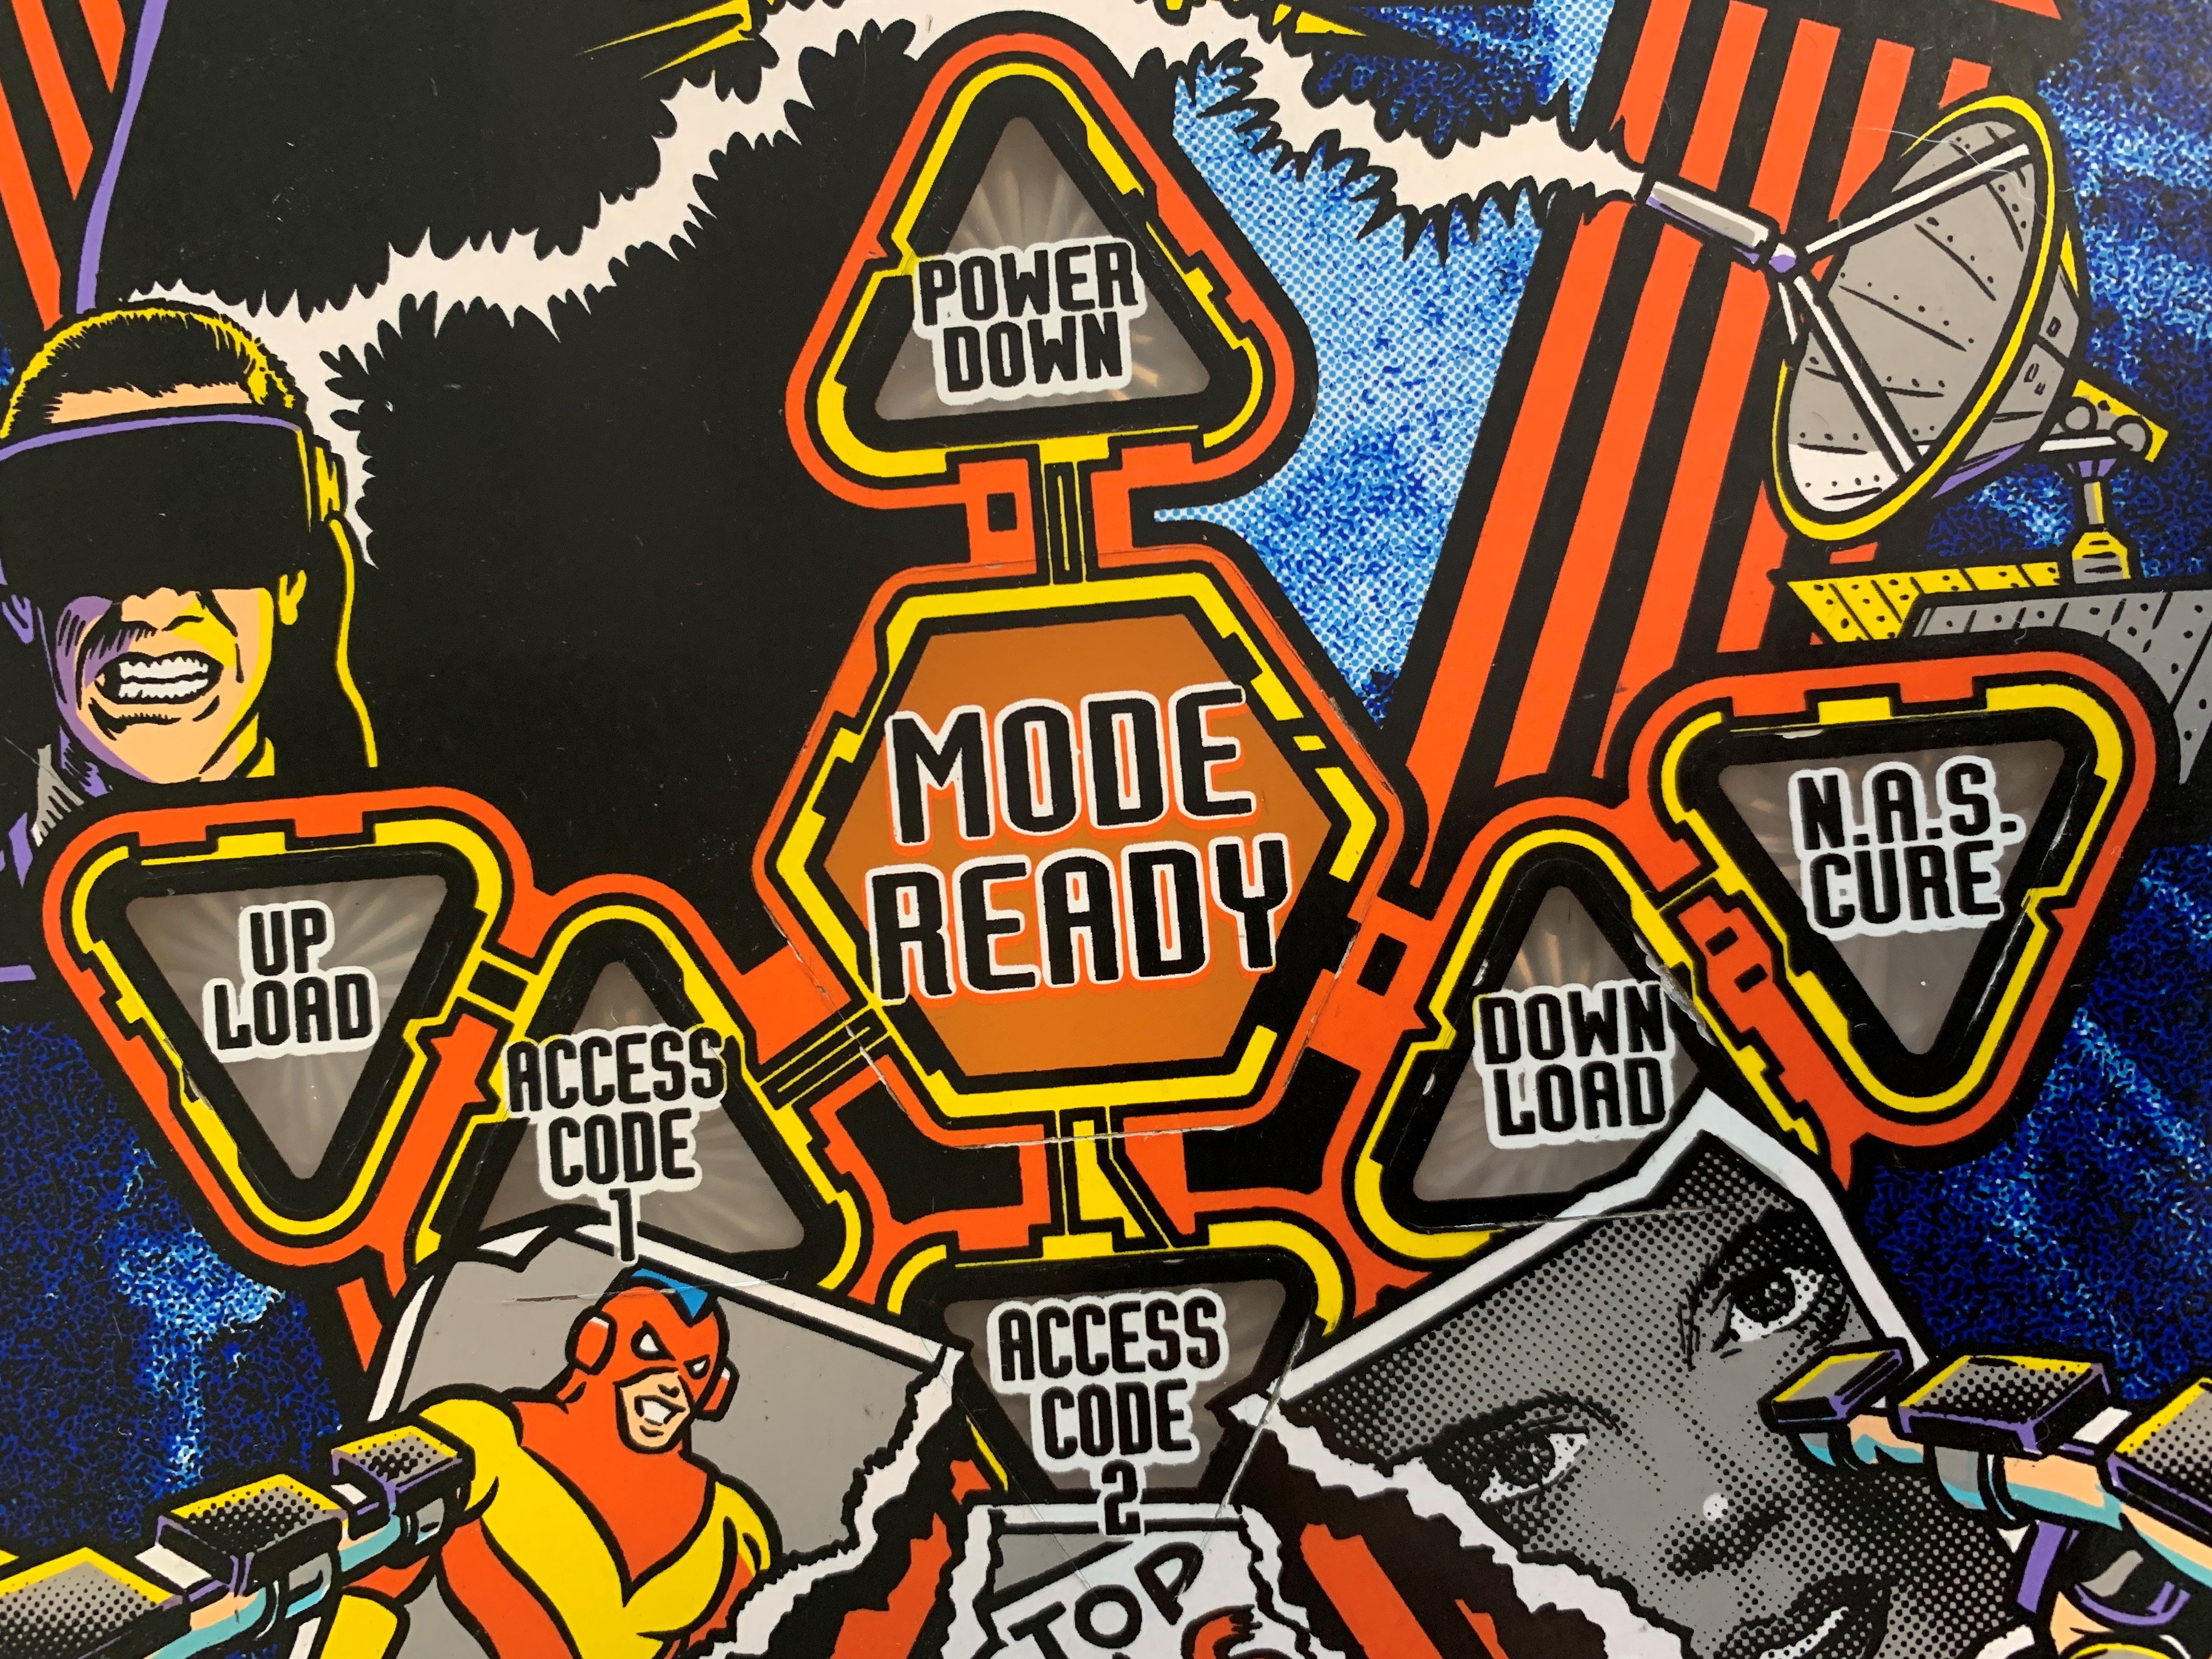 POWER
DOWN
MODE
READY
N.A.S.
CURE
UP
LOAD
ACCESS
CODE
1
DOWN
LOAD
ACCESS
CODE
2
TOP